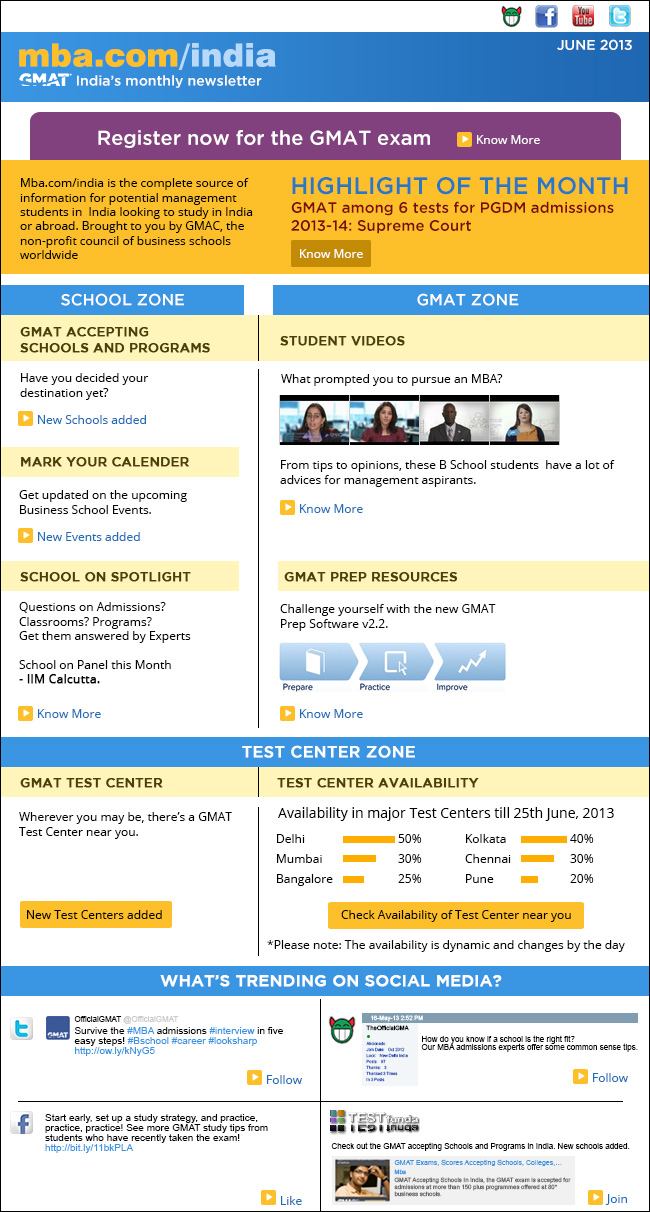 You Tube
mba.com/india
JUNE 2013
GMAT India's monthly newsletter
Register now for the GMAT exam
Know More
Mba.com/india is the complete source of
information for potential management
students in India looking to study in India
or abroad. Brought to you by GMAC, the
non-profit council of business schools
worldwide
HIGHLIGHT OF THE MONTH
GMAT among 6 tests for PGDM admissions
2013-14: Supreme Court
Know More
SCHOOL ZONE
GMAT ACCEPTING
SCHOOLS AND PROGRAMS
Have you decided your
destination yet?
New Schools added
MARK YOUR CALENDER
Get updated on the upcoming
Business School Events.
New Events added
SCHOOL ON SPOTLIGHT
Questions on Admissions?
Classrooms? Programs?
Get them answered by Experts
School on Panel this Month
- IIM Calcutta.
Know More
GMAT ZONE
STUDENT VIDEOS
What prompted you to pursue an MBA?
From tips to opinions, these B School students have a lot of
advices for management aspirants.
Know More
GMAT PREP RESOURCES
Challenge yourself with the new GMAT
Prep Software v2.2.
Prepare
Practice
Improve
Know More
TEST CENTER ZONE
GMAT TEST CENTER
Wherever you may be, there's a GMAT
Test Center near you.
New Test Centers added
TEST CENTER AVAILABILITY
Availability in major Test Centers till 25th June, 2013
Delhi 50% Kolkata 40%
Mumbai 30% Chennai 30%
Bangalore 25% Pune 20%
Check Availability of Test Center near you
*Please note: The availability is dynamic and changes by the day
WHAT'S TRENDING ON SOCIAL MEDIA?
GMAT
OfficialGMAT @OfficialGMAT
Survive the #MBA admissions #interview in five
easy steps! #Bschool #career #looksharp
http://ow.ly/kNyG5
Follow
16-May-13 2:52 PM
TheOfficialGMA
Join Date: Oct 2012
Loct: New Delhi India
Posts: 97
How do you know if a school is the right fit?
Our MBA admissions experts offer some common sense tips.
Follow
Start early, set up a study strategy, and practice,
practice, practice! See more GMAT study tips from
students who have recently taken the exam!
http://bit.ly/11bkPLA
Like
TESTfunda
Check out the GMAT accepting Schools and Programs in India. New schools added.
GMAT Exams, Scores Accepting Schools, Colleges,...
Mba
GMAT Accepting Schools in India, the GMAT exam is accepted for
admissions at more than 150 plus programmes offered at 80*
business schools.
Join